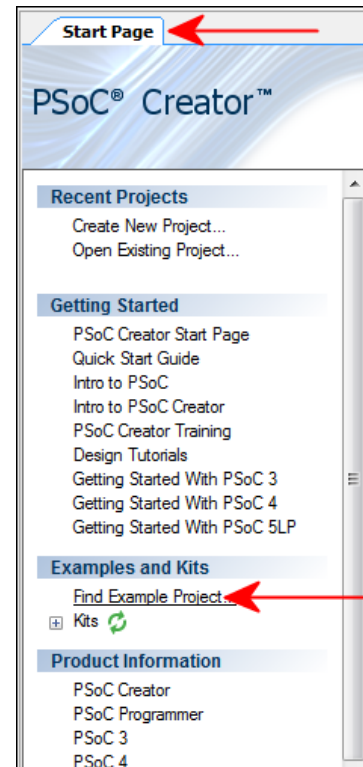 Start Page
PSoC® Creator™
Recent Projects
Create New Project...
Open Existing Project...
Getting Started
PSoC Creator Start Page
Quick Start Guide
Intro to PSoC
Intro to PSoC Creator
PSoC Creator Training
Design Tutorials
Getting Started With PSoC 3
Getting Started With PSoC 4
Getting Started With PSoC 5LP
Examples and Kits
Find Example Project...
Kits
Product Information
PSoC Creator
PSoC Programmer
PSoC 3
PSoC 4